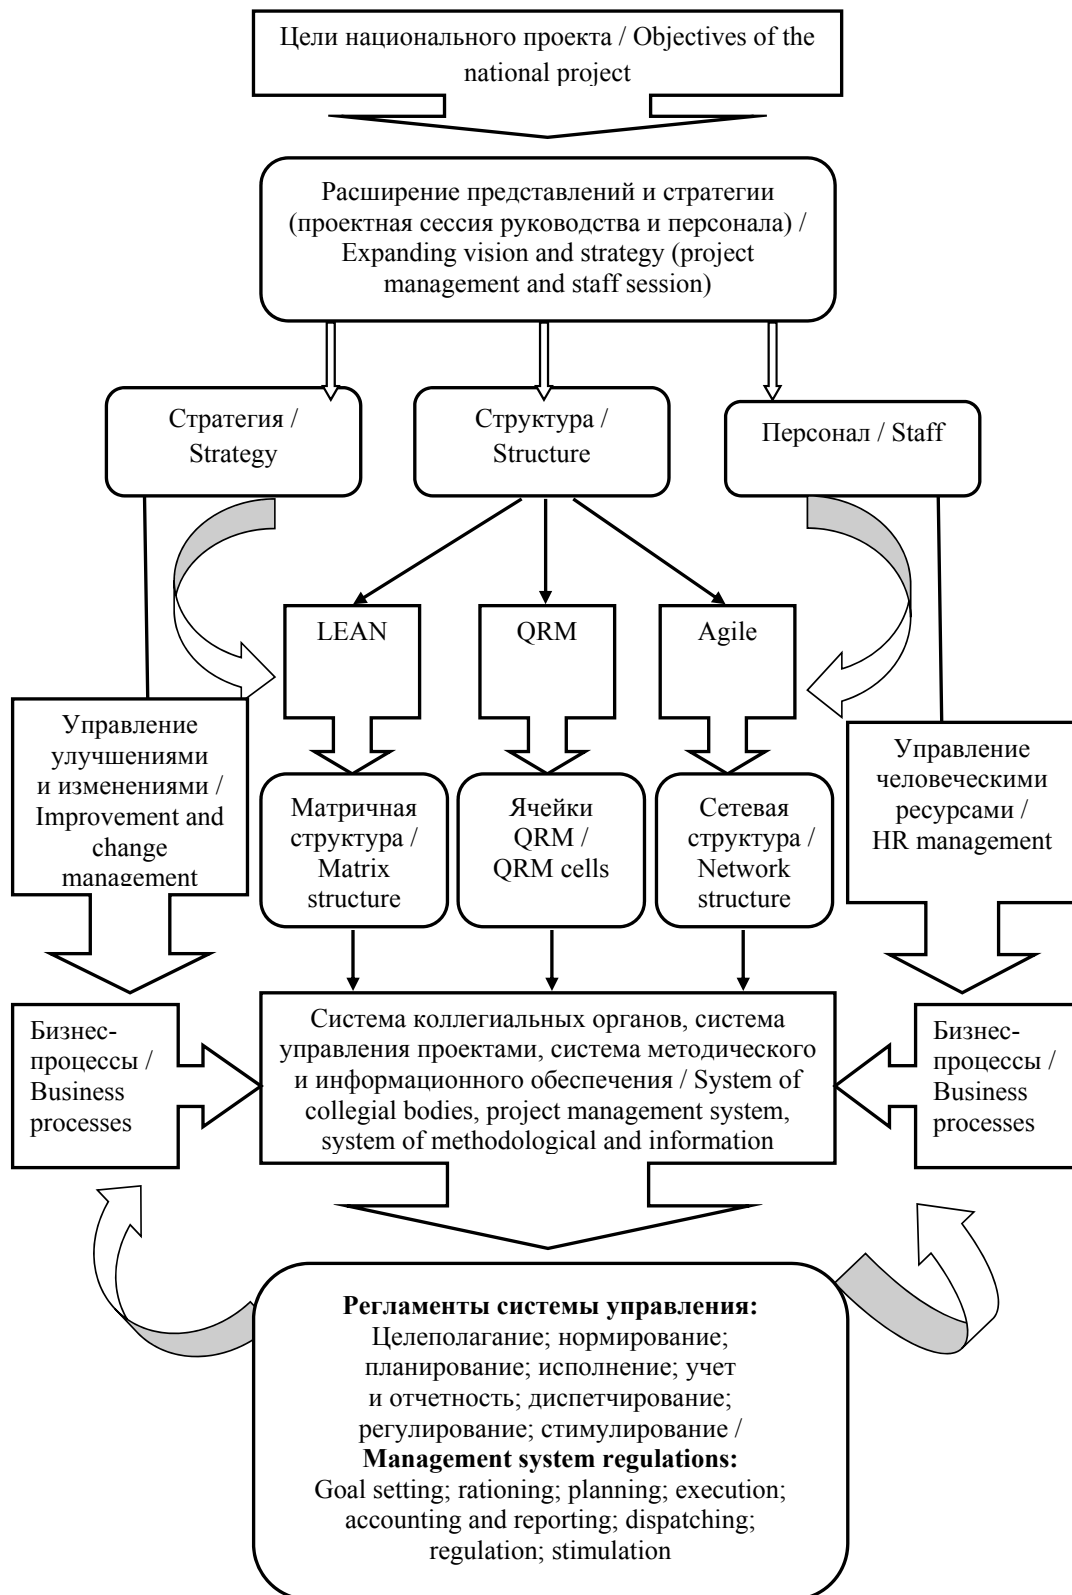 Цели национального проекта / Objectives of the
national project
Расширение представлений и стратегии
(проектная сессия руководства и персонала) /
Expanding vision and strategy (project
management and staff session)
Стратегия /
Strategy
Структура /
Structure
Персонал / Staff
LEAN
QRM
Agile
Управление
улучшениями
и изменениями /
Improvement and
change
management
Матричная
структура /
Matrix
structure
Ячейки
QRM /
QRM cells
Сетевая
структура /
Network
structure
Управление
человеческими
ресурсами /
HR management
Бизнес-
процессы /
Business
processes
Система коллегиальных органов, система
управления проектами, система методического
и информационного обеспечения / System of
collegial bodies, project management system,
system of methodological and information
Бизнес-
процессы /
Business
processes
Регламенты системы управления:
Целеполагание; нормирование;
планирование; исполнение; учет
и отчетность; диспетчирование;
регулирование; стимулирование /
Management system regulations:
Goal setting; rationing; planning; execution;
accounting and reporting; dispatching;
regulation; stimulation